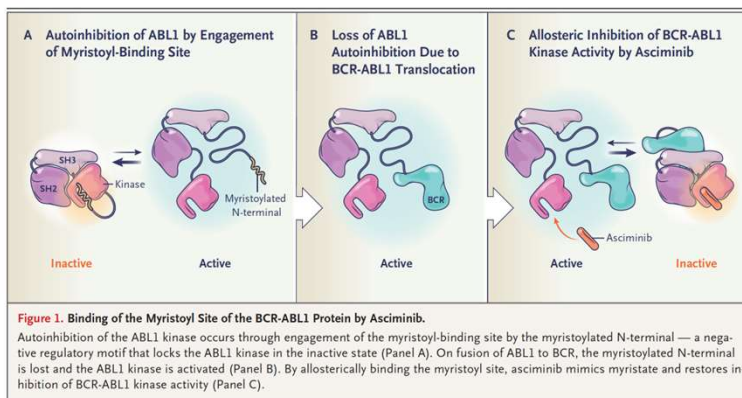 A Autoinhibition of ABL1 by Engagement
of Myristoyl-Binding Site
SH3
SH2
Kinase
Myristoylated
N-terminal
Inactive
Active
B Loss of ABL1
Autoinhibition Due to
BCR-ABL1 Translocation
BCR
Active
C Allosteric Inhibition of BCR-ABL1
Kinase Activity by Asciminib
Asciminib
Active
Inactive
Figure 1. Binding of the Myristoyl Site of the BCR-ABL1 Protein by Asciminib.
Autoinhibition of the ABL1 kinase occurs through engagement of the myristoyl-binding site by the myristoylated N-terminal — a nega-
tive regulatory motif that locks the ABL1 kinase in the inactive state (Panel A). On fusion of ABL1 to BCR, the myristoylated N-terminal
is lost and the ABL1 kinase is activated (Panel B). By allosterically binding the myristoyl site, asciminib mimics myristate and restores in-
hibition of BCR-ABL1 kinase activity (Panel C).